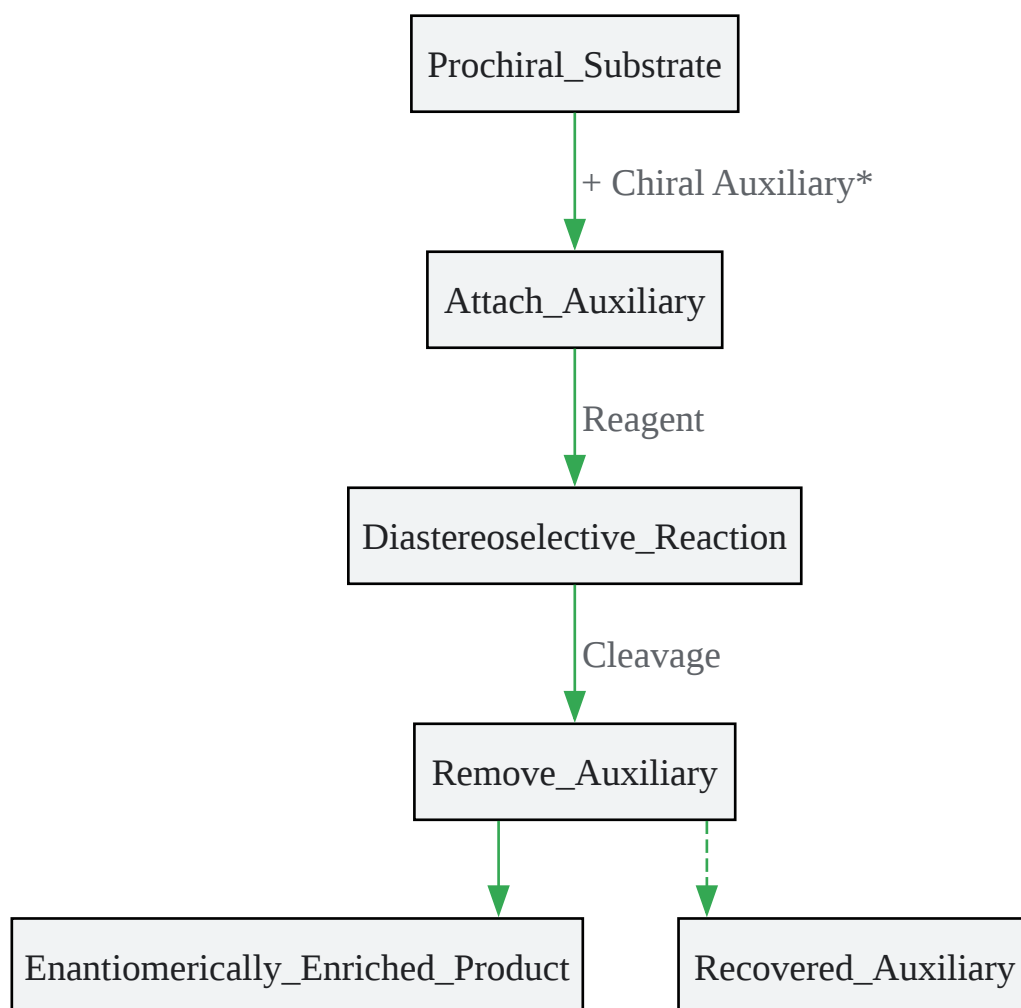 Prochiral_Substrate
+ Chiral Auxiliary*
Attach_Auxiliary
Reagent
Diastereoselective_Reaction
Cleavage
Remove_Auxiliary
Enantiomerically_Enriched_Product
Recovered_Auxiliary